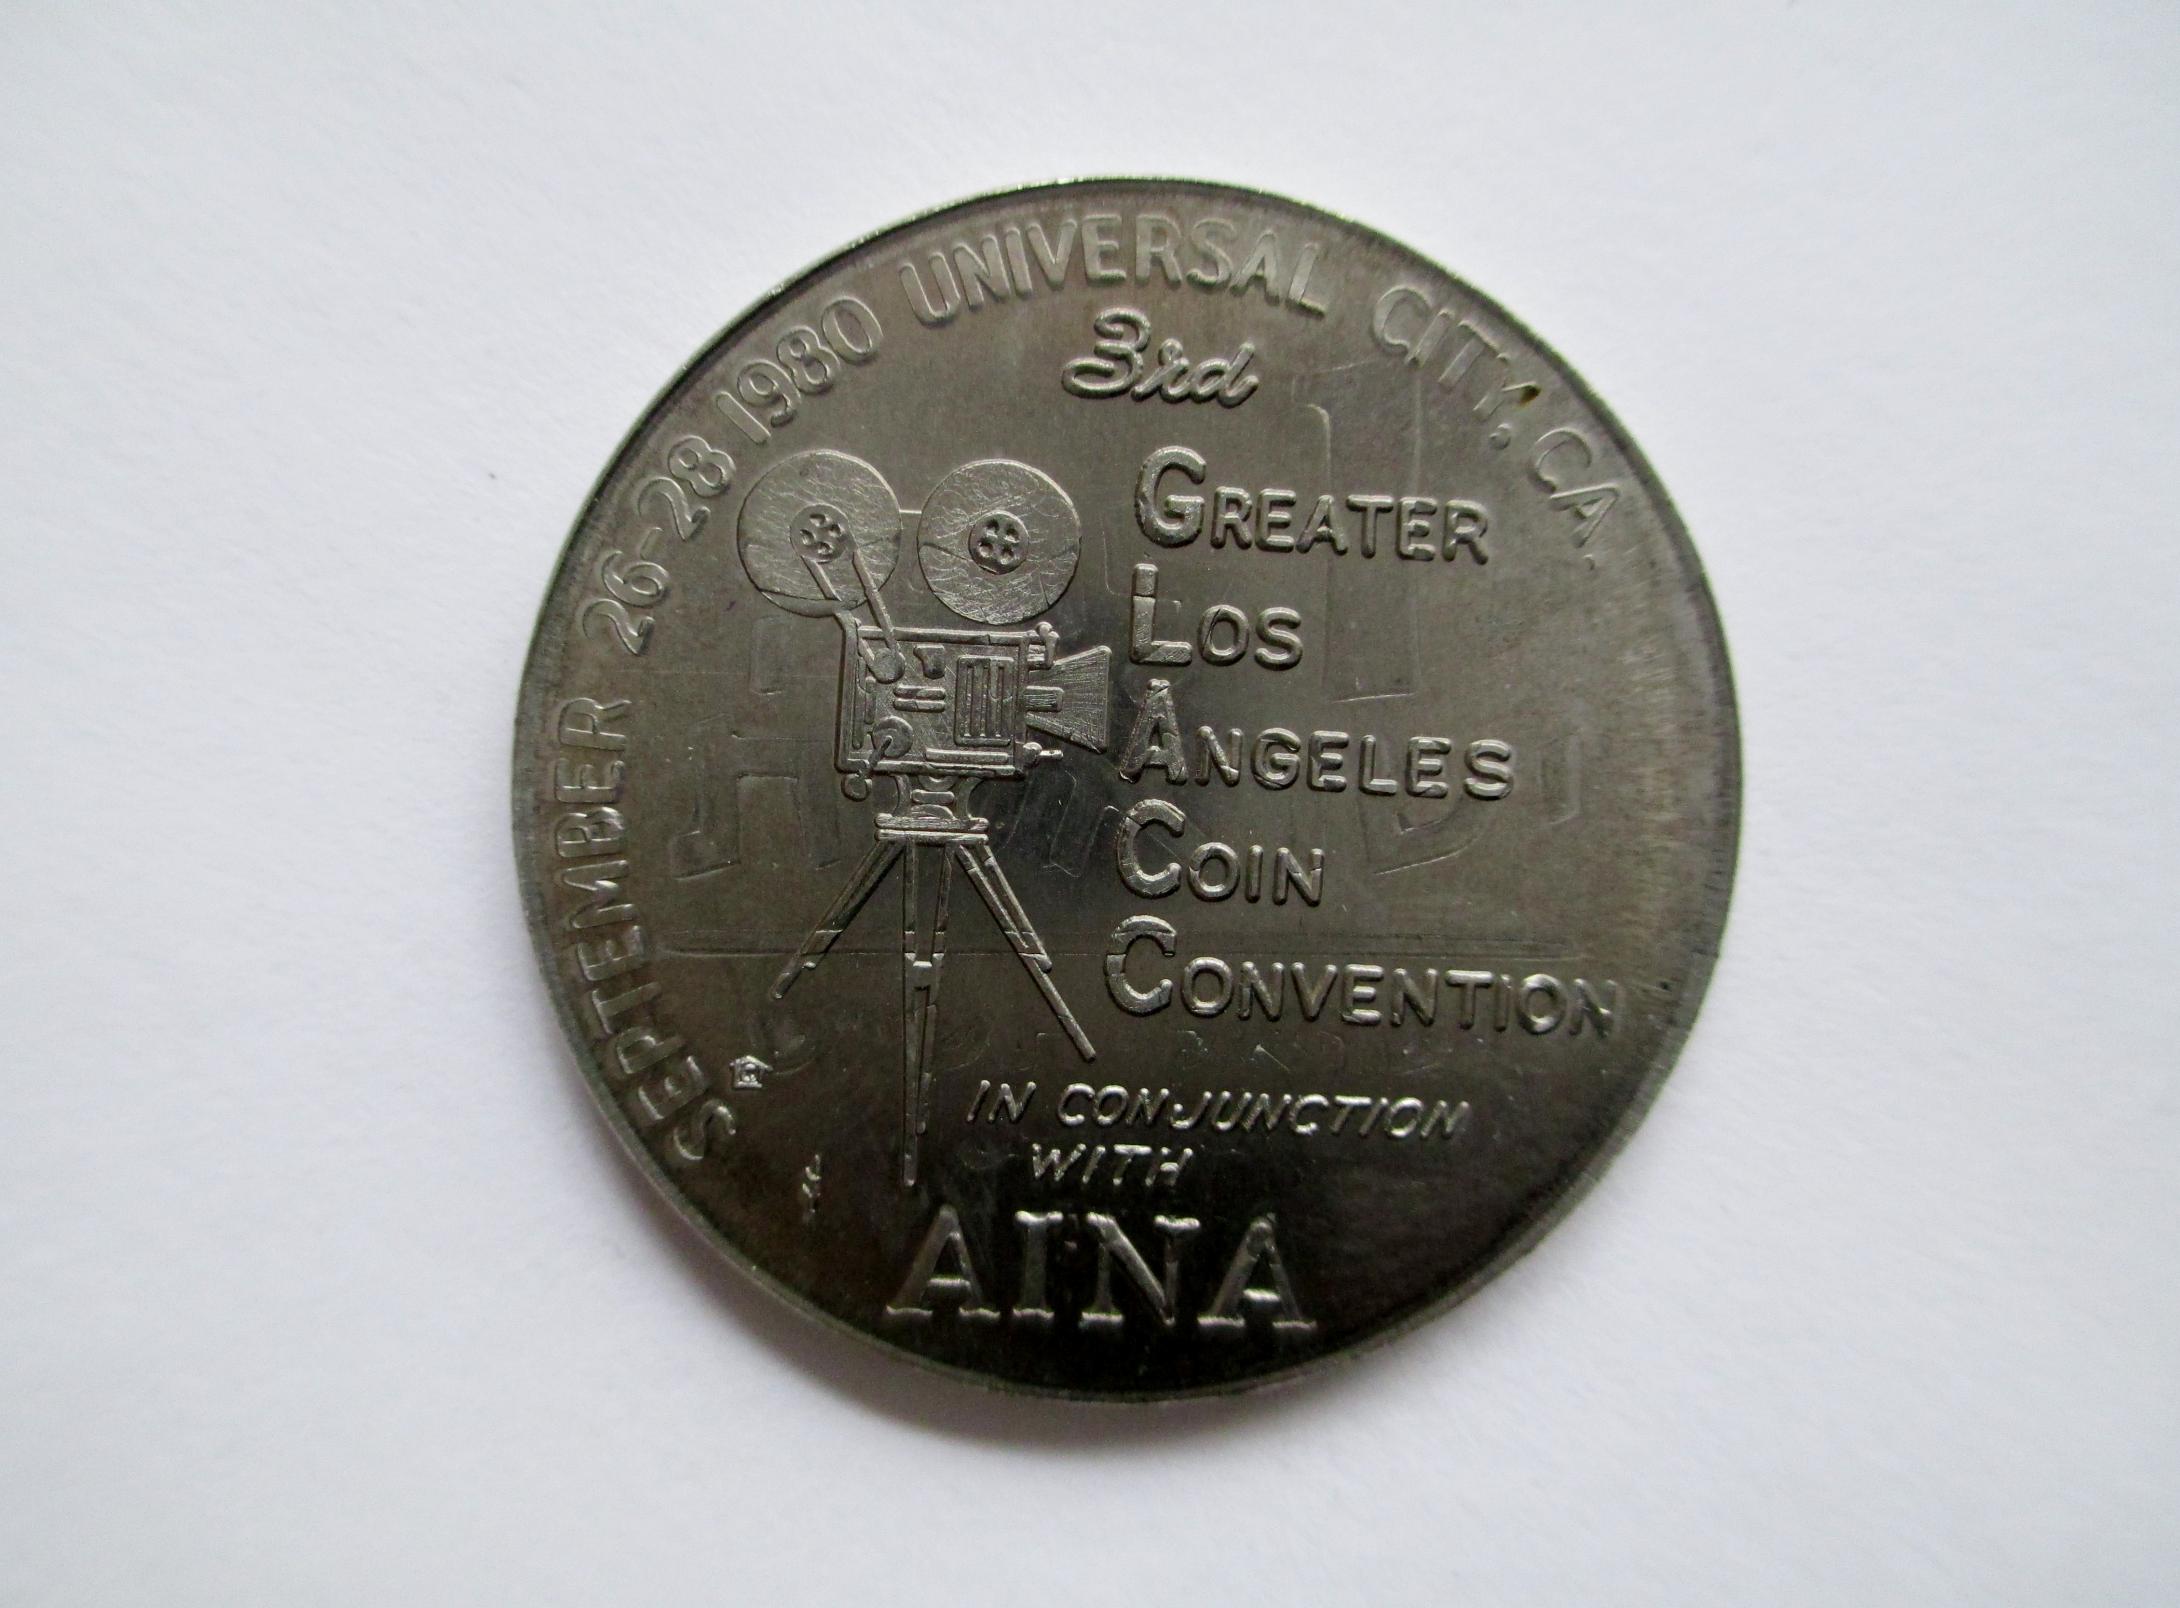 SEPTEMBER 26-28 1980 UNIVERSAL CITY, CA.
3rd
GREATER
LOS
ANGELES
COIN
CONVENTION
IN CONJUNCTION
WITH
AINA